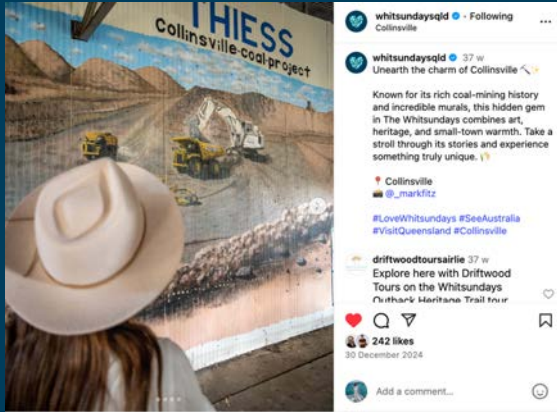 THIESS
Collinsville-coal-project
whitsundaysqld • Following
Collinsville
whitsundaysqld 37 w
Unearth the charm of Collinsville
Known for its rich coal-mining history
and incredible murals, this hidden gem
in The Whitsundays combines art,
heritage, and small-town warmth. Take a
stroll through its stories and experience
something truly unique.
Collinsville
@_markfitz
#LoveWhitsundays #SeeAustralia
#VisitQueensland #Collinsville
driftwoodtoursairlie 37 w
Explore here with Driftwood
Tours on the Whitsundays
Outback Heritage Trail tour
242 likes
30 December 2024
Add a comment...